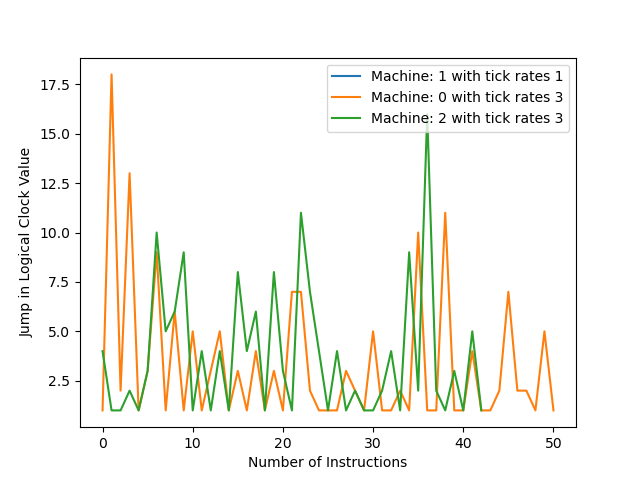 Machine: 1 with tick rates 1
Machine: 0 with tick rates 3
Machine: 2 with tick rates 3
Jump in Logical Clock Value
17.5
15.0
12.5
10.0
7.5
5.0
2.5
0 10 20 30 40 50
Number of Instructions